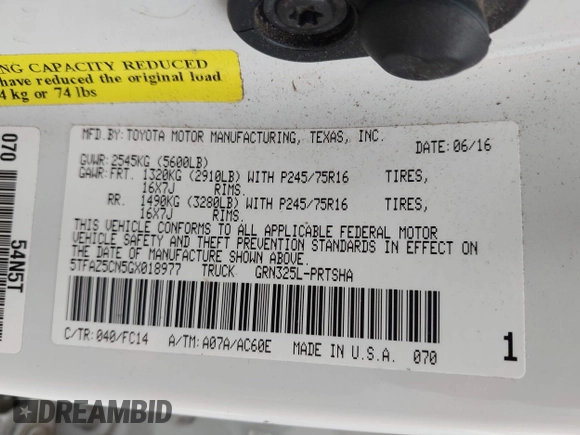 NG CAPACITY REDUCED
have reduced the original load
4 kg or 74 lbs
070
54N5T
MFD BY: TOYOTA MOTOR MANUFACTURING, TEXAS, INC.
DATE: 06/16
GVWR: 2545KG (5600LB)
GAWR: FRT. 1320KG (2910LB) WITH P245/75R16 TIRES,
16X7J RIMS.
RR. 1490KG (3280LB) WITH P245/75R16 TIRES,
16X7J RIMS.
THIS VEHICLE CONFORMS TO ALL APPLICABLE FEDERAL MOTOR
VEHICLE SAFETY AND THEFT PREVENTION STANDARDS IN EFFECT ON
THE DATE OF MANUFACTURE SHOWN ABOVE.
5TFAZ5CN5GX018977 TRUCK GRN325L-PRTSHA
C/TR: 040/FC14 A/TM: A07A/AC60E MADE IN U.S.A. 070
1
DREAMBID